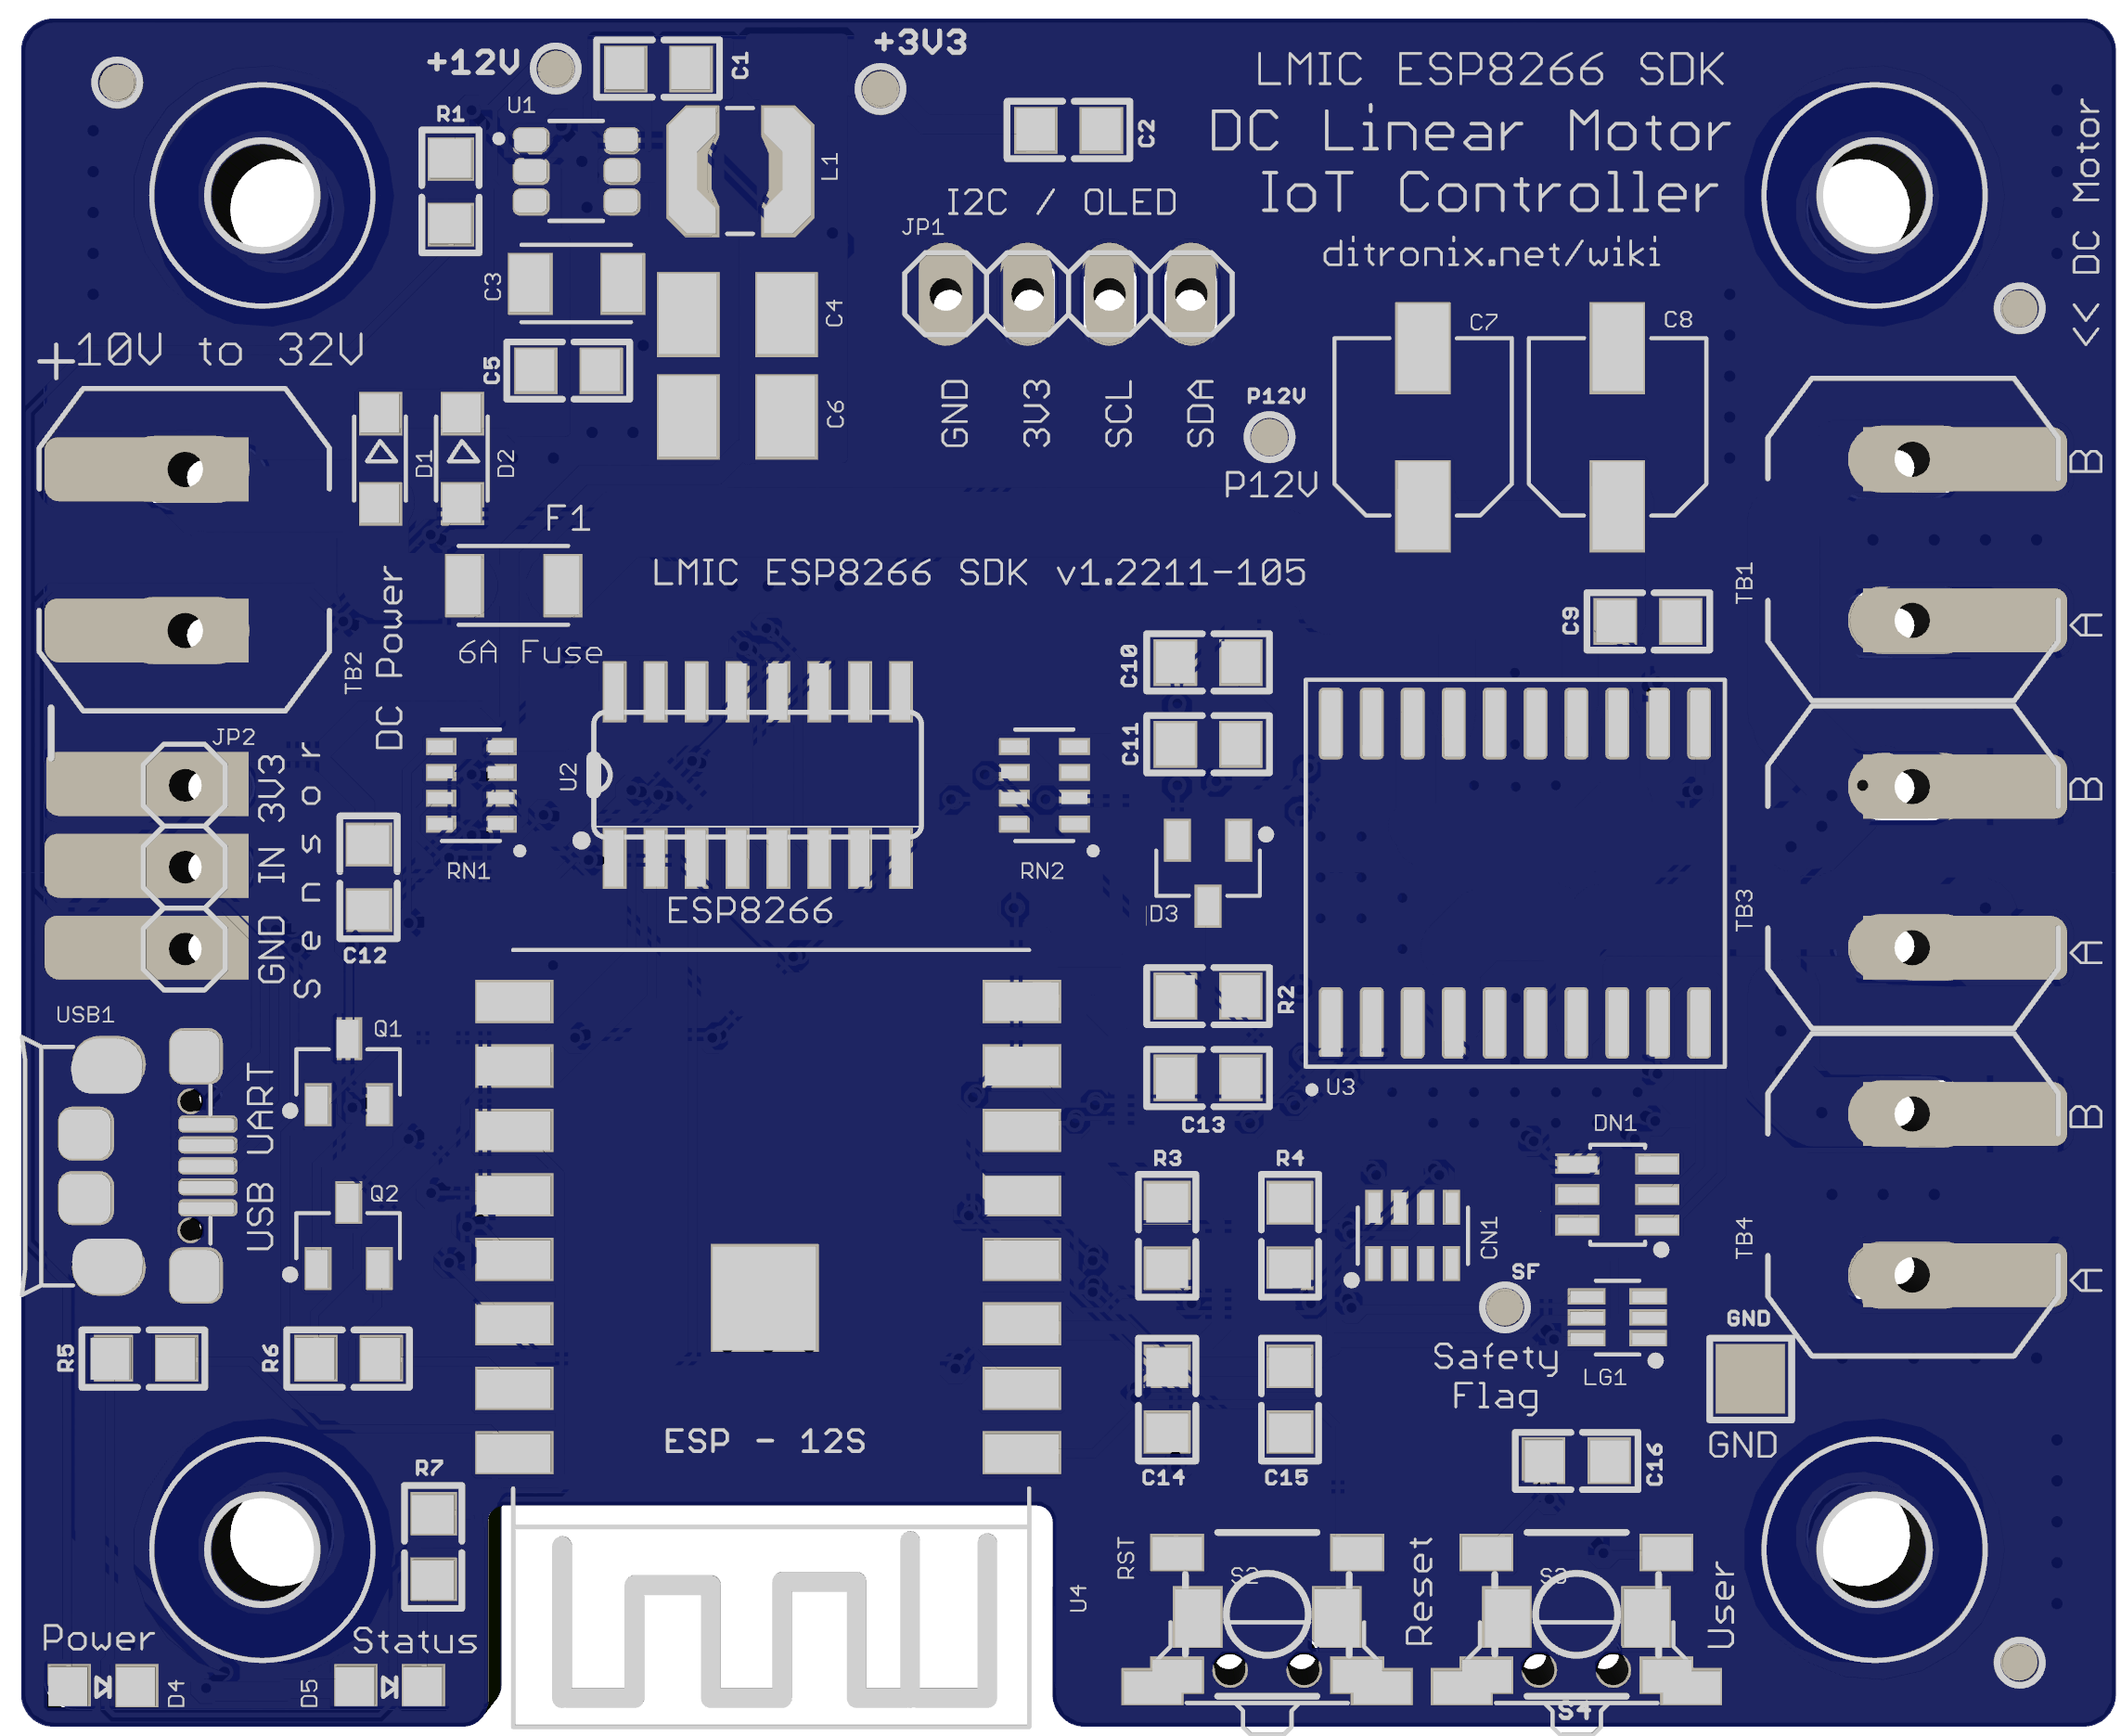 +12V
C1
+3V3
LMIC ESP8266 SDK
DC Linear Motor
IoT Controller
ditronix.net/wiki
<< DC Motor
R1
U1
L1
C2
I2C / OLED
JP1
GND
3V3
SCL
SDA
C3
C4
C5
C6
P12V
P12V
C7
C8
+10V to 32V
D1
D2
F1
6A Fuse
DC Power
TB2
LMIC ESP8266 SDK v1.2211-105
C9
TB1
B
A
B
A
B
A
TB3
TB4
JP2
GND IN 3V3
Sensor
C12
RN1
U2
RN2
ESP8266
C10
C11
D3
R2
C13
U3
USB1
USB UART
Q1
Q2
R5
R6
R7
R3
R4
CN1
DN1
SF
Safety
Flag
LG1
GND
GND
C14
C15
C16
ESP - 12S
U4
RST
S2
Reset
S3
S4
User
Power
D4
Status
D5